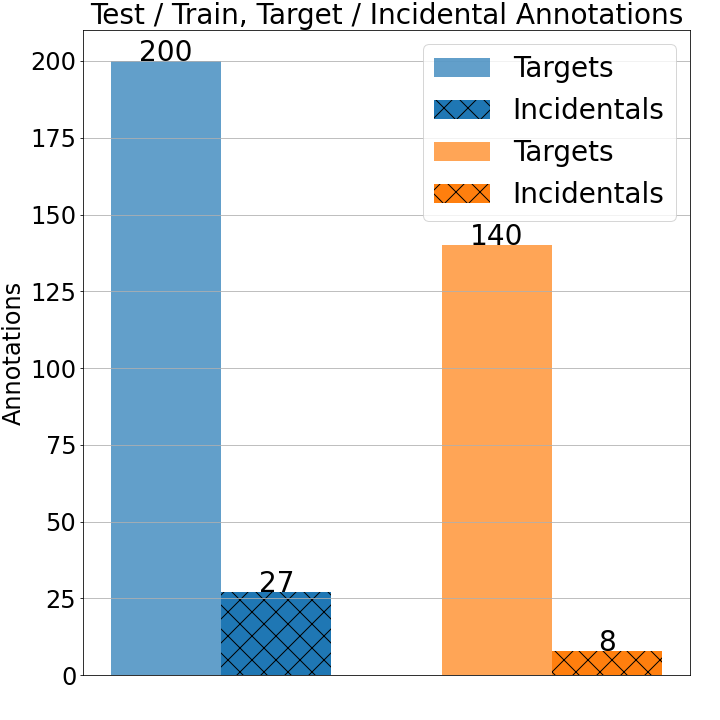 Test / Train, Target / Incidental Annotations
200
Targets
Incidentals
Targets
Incidentals
140
27
8
Annotations
200
175
150
125
100
75
50
25
0